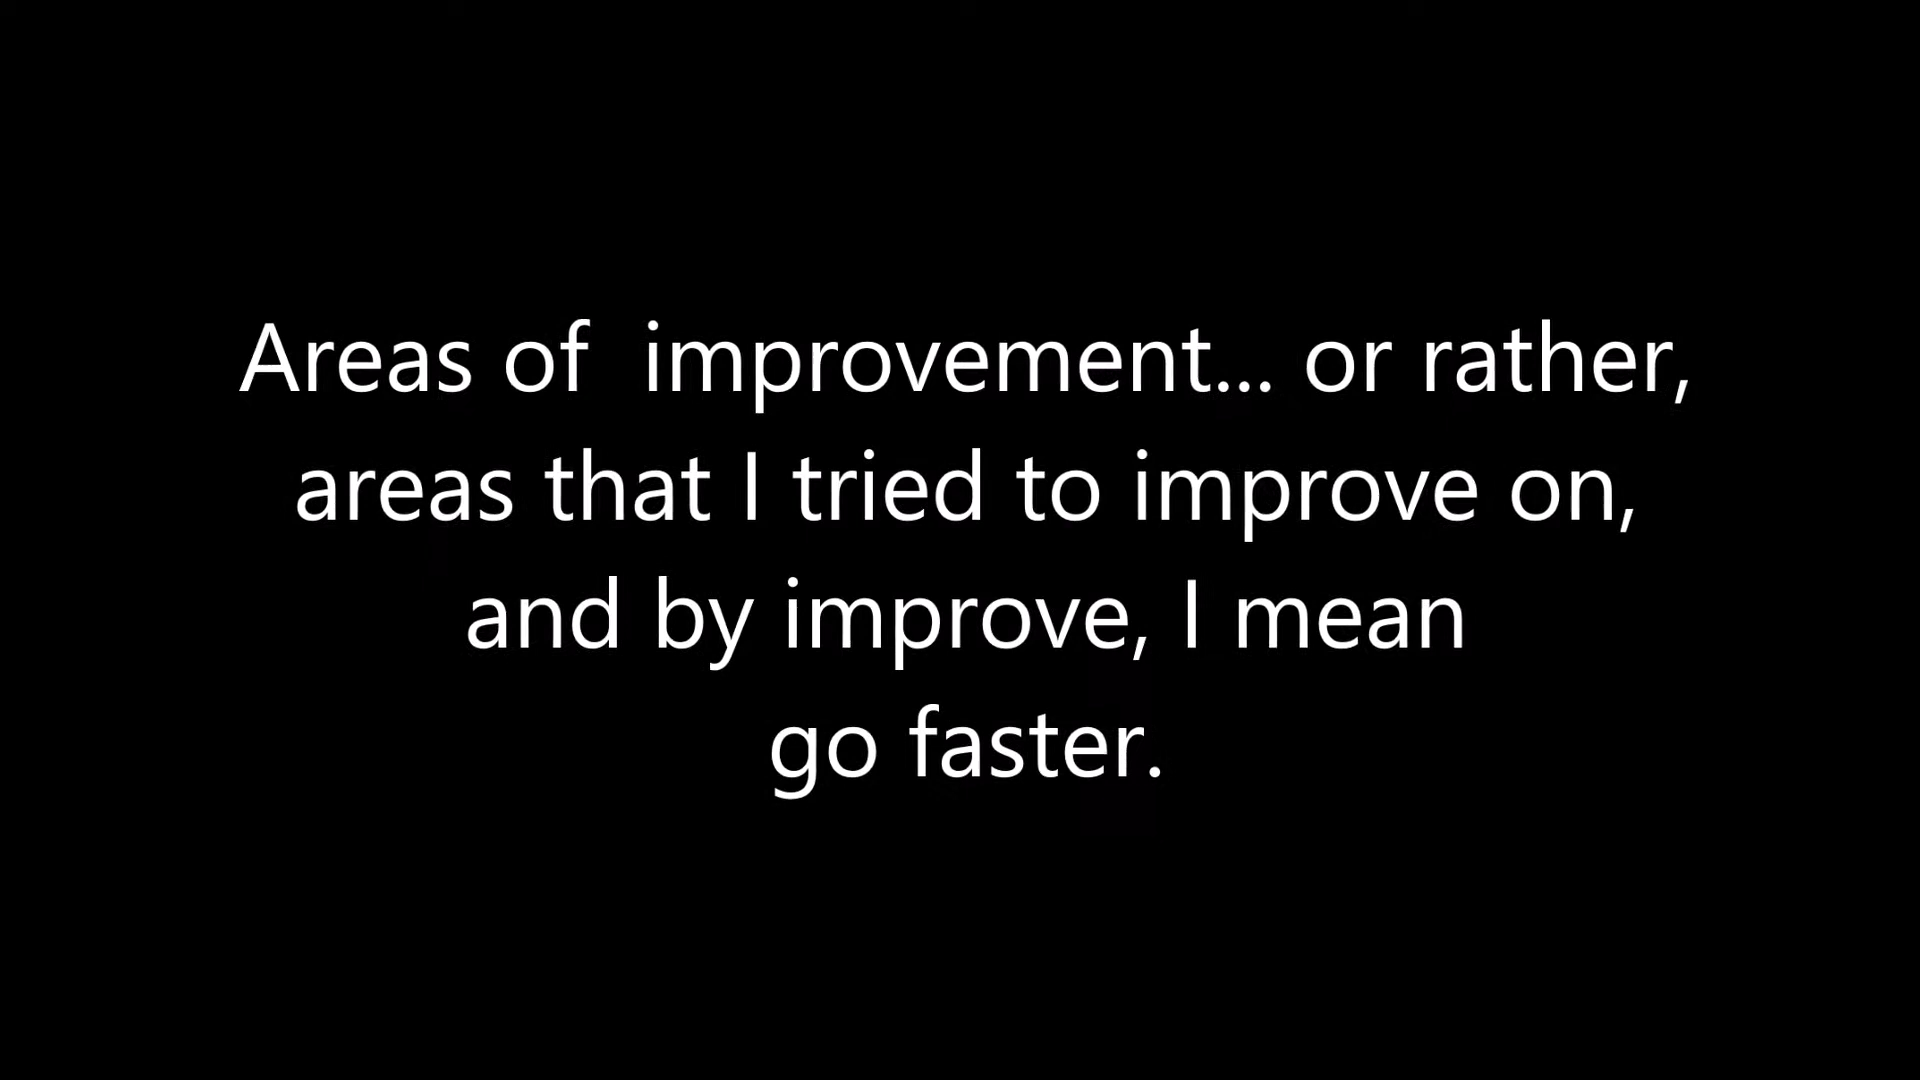 Areas of  improvement... or rather,
areas that I tried to improve on,
and by improve, I mean
go faster.